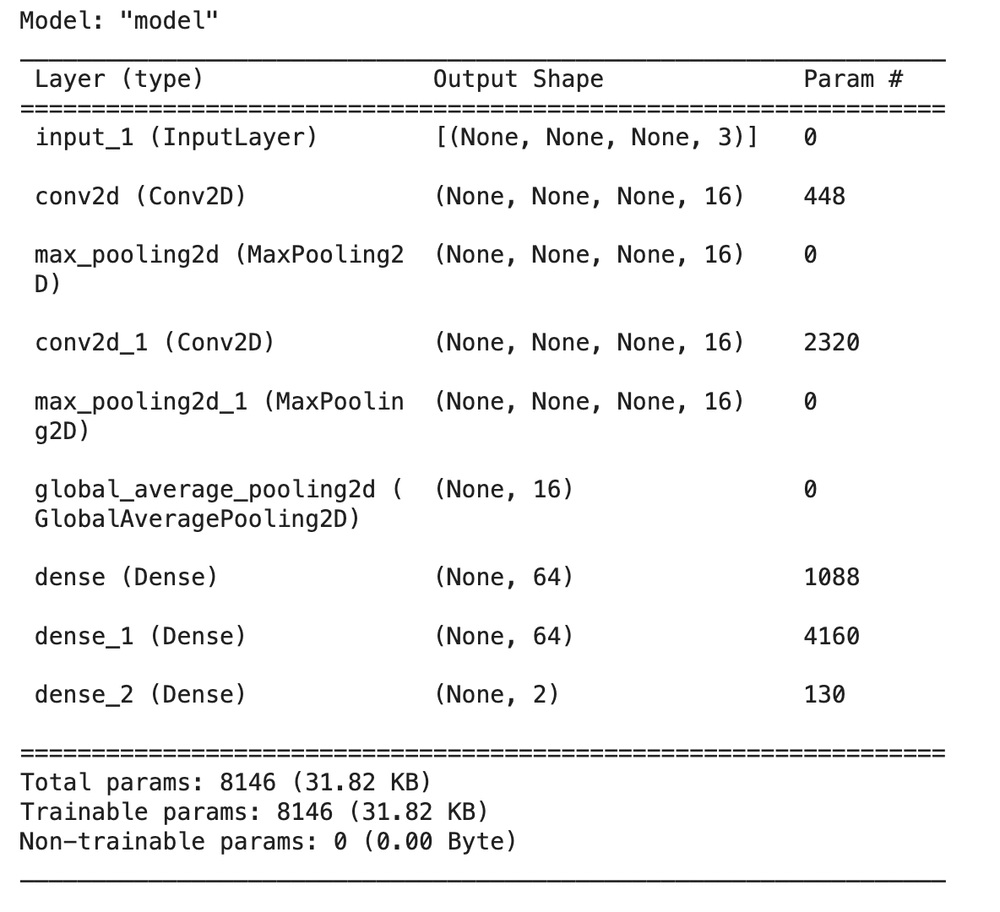 Model: "model"
Layer (type) Output Shape Param #
input_1 (InputLayer) [(None, None, None, 3)] 0
conv2d (Conv2D) (None, None, None, 16) 448
max_pooling2d (MaxPooling2 (None, None, None, 16) 0
D)
conv2d_1 (Conv2D) (None, None, None, 16) 2320
max_pooling2d_1 (MaxPoolin (None, None, None, 16) 0
g2D)
global_average_pooling2d ( (None, 16) 0
GlobalAveragePooling2D)
dense (Dense) (None, 64) 1088
dense_1 (Dense) (None, 64) 4160
dense_2 (Dense) (None, 2) 130
Total params: 8146 (31.82 KB)
Trainable params: 8146 (31.82 KB)
Non-trainable params: 0 (0.00 Byte)